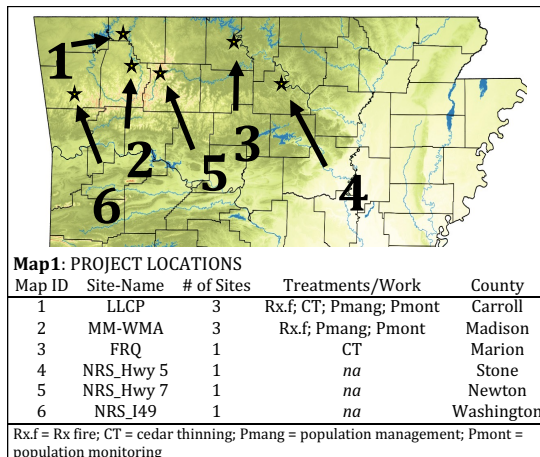 1
2
3
4
5
6
Map1: PROJECT LOCATIONS
Map ID Site-Name # of Sites Treatments/Work County
1 LLCP 3 Rx.f; CT; Pmang; Pmont Carroll
2 MM-WMA 3 Rx.f; Pmang; Pmont Madison
3 FRQ 1 CT Marion
4 NRS_Hwy 5 1 na Stone
5 NRS_Hwy 7 1 na Newton
6 NRS_I49 1 na Washington
Rx.f = Rx fire; CT = cedar thinning; Pmang = population management; Pmont =
population monitoring